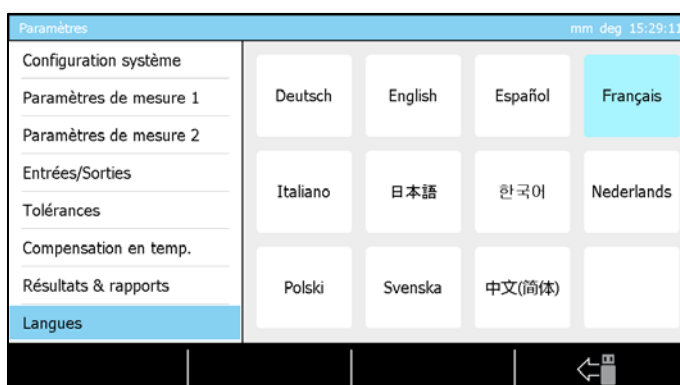 Paramètres mm deg 15:29:11
Configuration système
Paramètres de mesure 1
Paramètres de mesure 2
Entrées/Sorties
Tolérances
Compensation en temp.
Résultats & rapports
Langues
Deutsch English Español Français
Italiano 日本語 한국어 Nederlands
Polski Svenska 中文(简体)